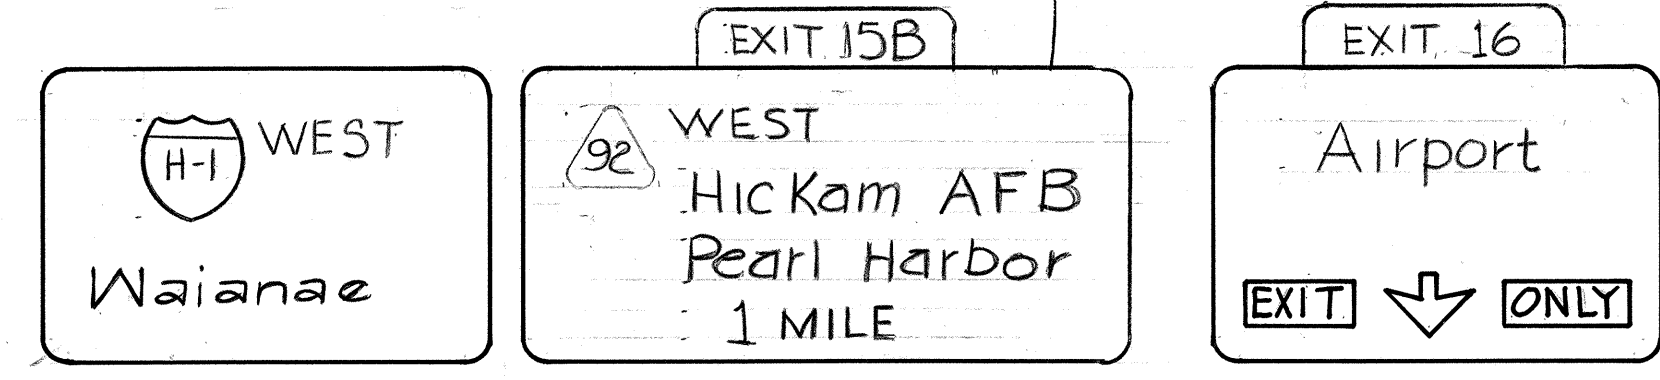 H-1 WEST
Waianae
EXIT 15B
92 WEST
Hickam AFB
Pearl Harbor
1 MILE
EXIT 16
Airport
EXIT ONLY